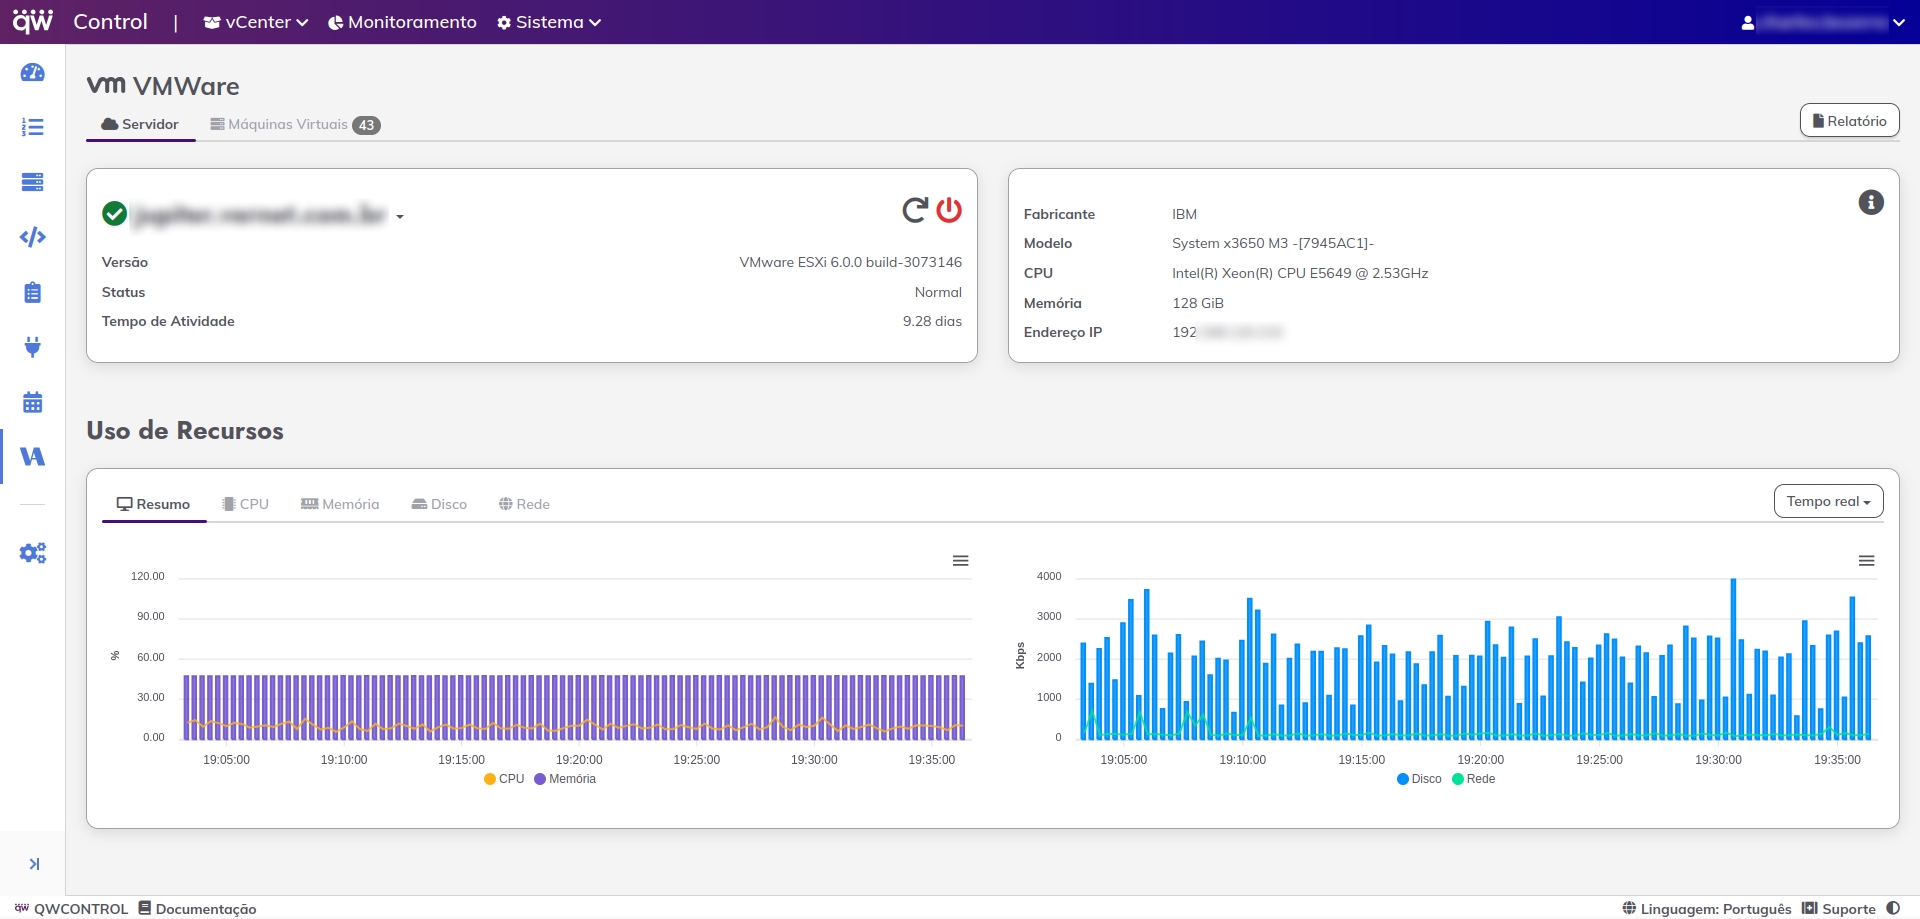 qw Control | vCenter Monitoramento Sistema
vm VMWare
Servidor Máquinas Virtuais 43
Relatório
Versão VMware ESXi 6.0.0 build-3073146
Status Normal
Tempo de Atividade 9.28 dias
Fabricante IBM
Modelo System x3650 M3 -[7945AC1]-
CPU Intel(R) Xeon(R) CPU E5649 @ 2.53GHz
Memória 128 GiB
Endereço IP 192
Uso de Recursos
Resumo CPU Memória Disco Rede
Tempo real
120.00
90.00
60.00
30.00
0.00
%
19:05:00 19:10:00 19:15:00 19:20:00 19:25:00 19:30:00 19:35:00
CPU Memória
4000
3000
2000
1000
0
Kbps
19:05:00 19:10:00 19:15:00 19:20:00 19:25:00 19:30:00 19:35:00
Disco Rede
qw QWCONTROL Documentação
Linguagem: Português Suporte